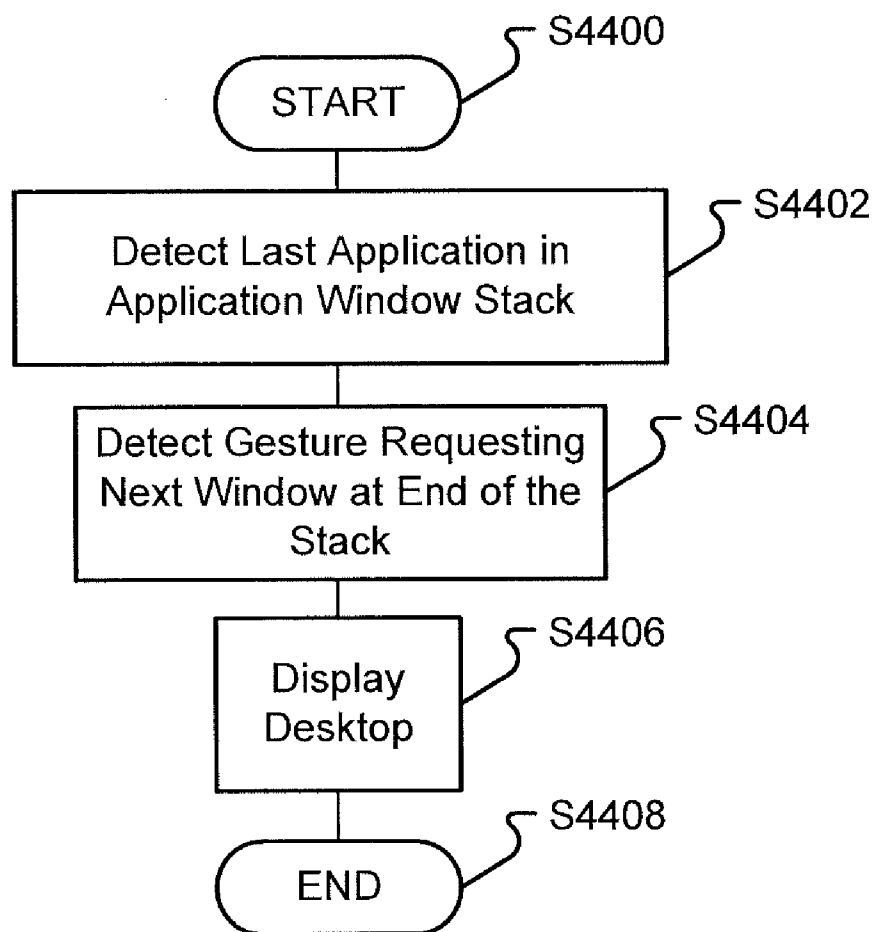 S4400
START
S4402
Detect Last Application in
Application Window Stack
S4404
Detect Gesture Requesting
Next Window at End of the
Stack
S4406
Display
Desktop
S4408
END